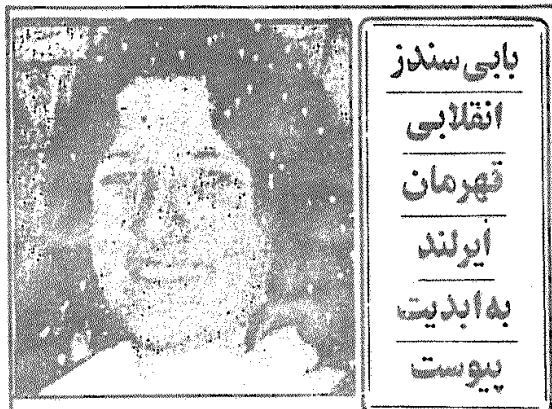 بابی سندز
انقلابی
قهرمان
ایرلند
به ابدیت
پیوست